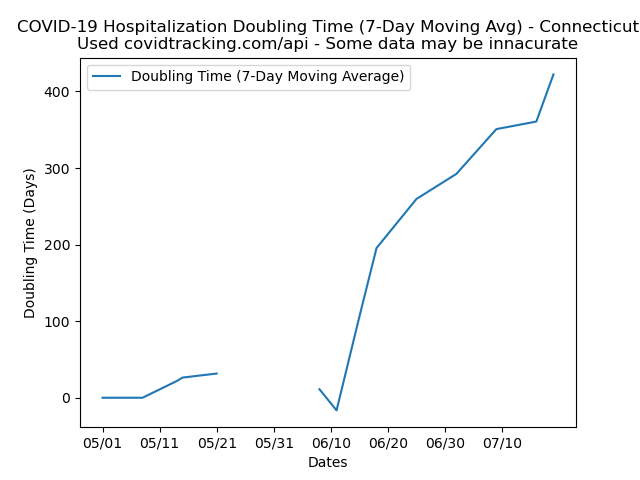 COVID-19 Hospitalization Doubling Time (7-Day Moving Avg) - Connecticut
Used covidtracking.com/api - Some data may be innacurate
Doubling Time (7-Day Moving Average)
400
300
200
100
0
Doubling Time (Days)
05/01 05/11 05/21 05/31 06/10 06/20 06/30 07/10
Dates